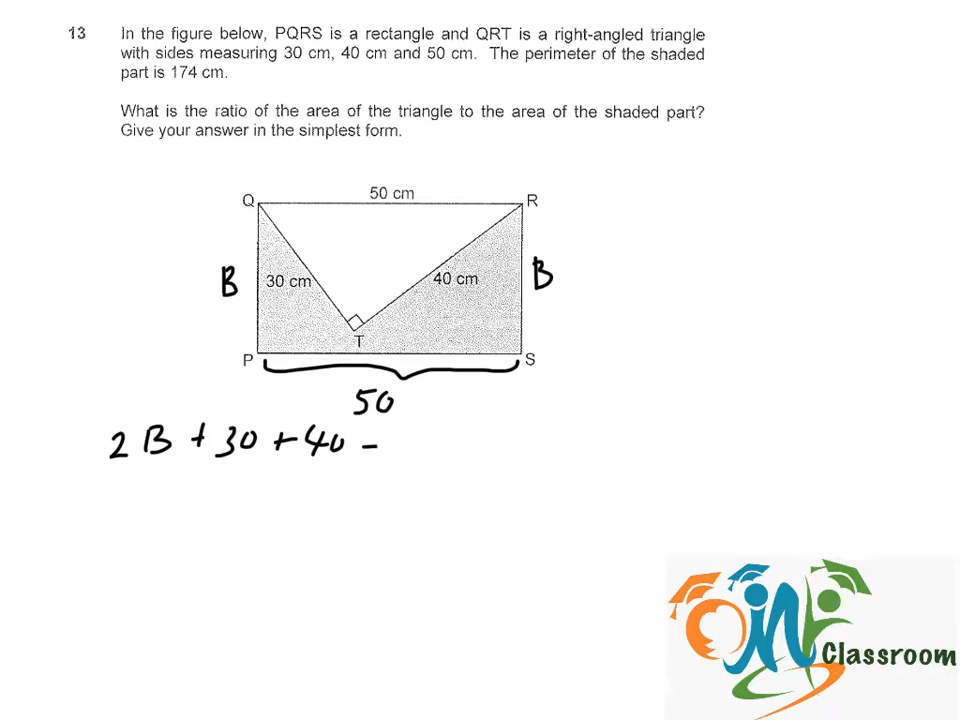 13 In the figure below, PQRS is a rectangle and QRT is a right-angled triangle
with sides measuring 30 cm, 40 cm and 50 cm. The perimeter of the shaded
part is 174 cm.
What is the ratio of the area of the triangle to the area of the shaded part?
Give your answer in the simplest form.
50 cm
Q R
B 30 cm 40 cm B
T
P S
50
2B + 30 + 40 -
OWN Classroom